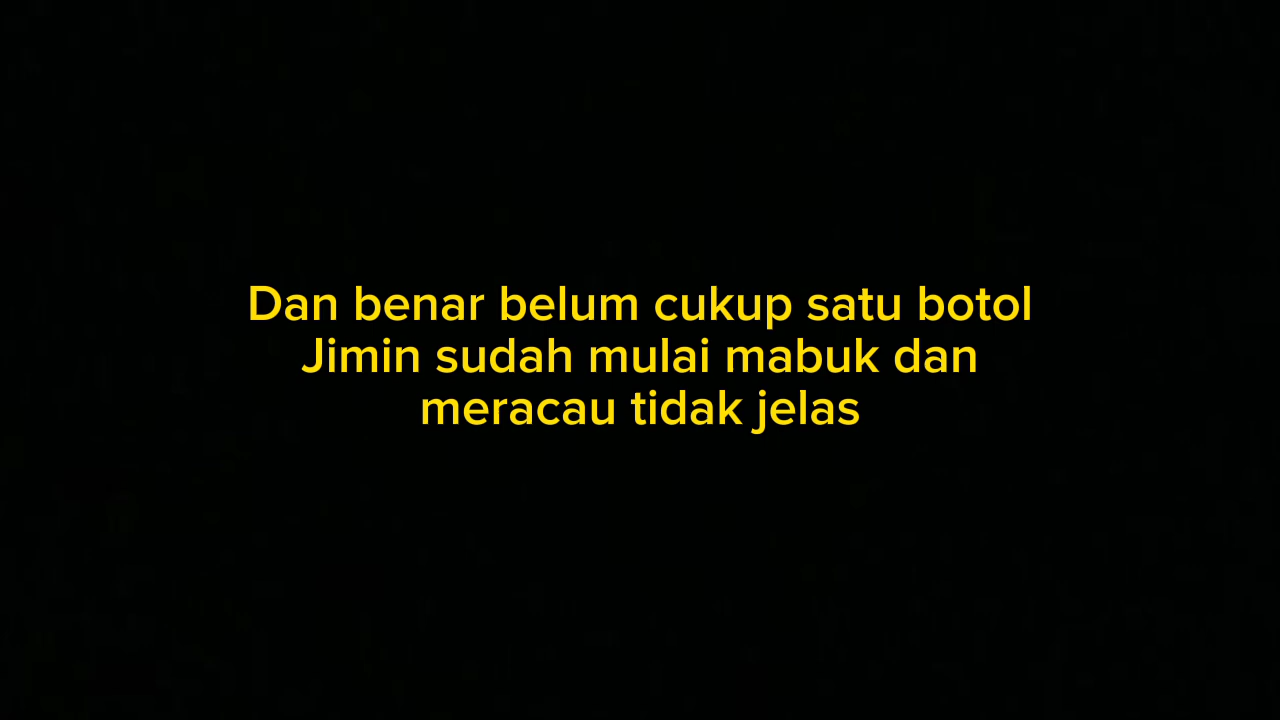 Dan benar belum cukup satu botol
Jimin sudah mulai mabuk dan
meracau tidak jelas